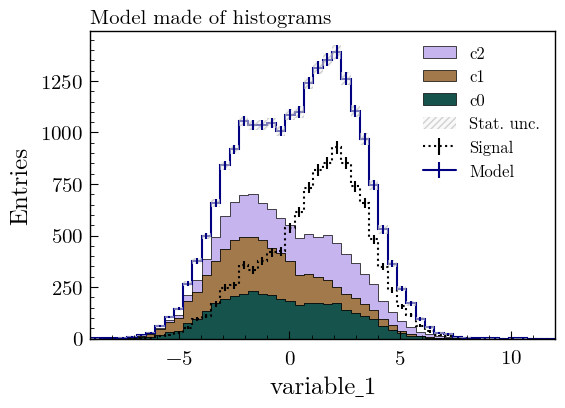 Model made of histograms
1250
1000
750
500
250
0
Entries
c2
c1
c0
Stat. unc.
Signal
Model
−5 0 5 10
variable_1